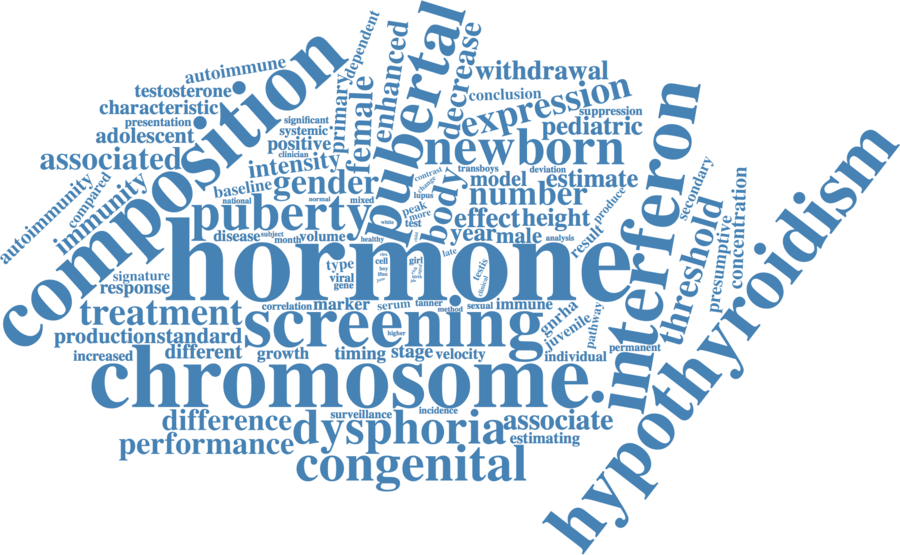 autoimmune
testosterone
characteristic
presentation
adolescent
associated
autoimmunity
compared
immunity
composition
dependent
primary
female
enhanced
pubertal
decrease
significant
systemic
positive
clinician
intensity
baseline
gender
national
normal
mixed
withdrawal
conclusion
expression
suppression
pediatric
newborn
contrast
change
lupus
transboys
deviation
model
estimate
number
body
peak
more
test
effect
height
produce
puberty
white
disease
subject
month
volume
healthy
year
male
analysis
result
late
hormone
interferon
secondary
threshold
presumptive
concentration
hypothyroidism
signature
response
type
viral
gene
cell
boy
girl
testis
clinical
correlation
marker
serum
tanner
method
sexual
immune
gnrha
juvenile
pathway
treatment
screening
higher
production
standard
increased
different
growth
timing
stage
velocity
individual
permanent
chromosome
surveillance
incidence
difference
dysphoria
associate
performance
estimating
congenital